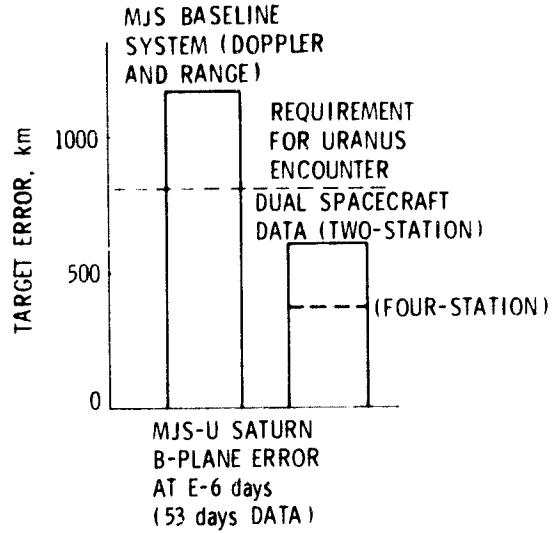 MJS BASELINE
SYSTEM (DOPPLER
AND RANGE)
REQUIREMENT
FOR URANUS
ENCOUNTER
DUAL SPACECRAFT
DATA (TWO-STATION)
(FOUR-STATION)
TARGET ERROR, km
1000
500
0
MJS-U SATURN
B-PLANE ERROR
AT E-6 days
(53 days DATA)